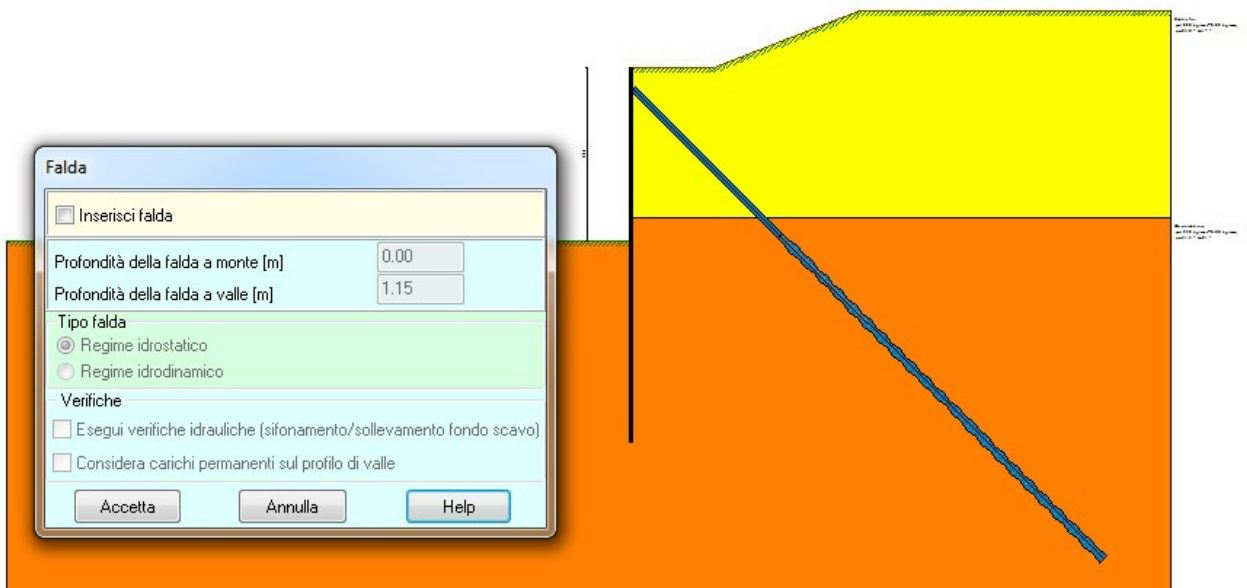 Falda
Inserisci falda
Profondità della falda a monte [m]
0.00
Profondità della falda a valle [m]
1.15
Tipo falda
Regime idrostatico
Regime idrodinamico
Verifiche
Esegui verifiche idrauliche (sifonamento/sollevamento fondo scavo)
Considera carichi permanenti sul profilo di valle
Accetta
Annulla
Help